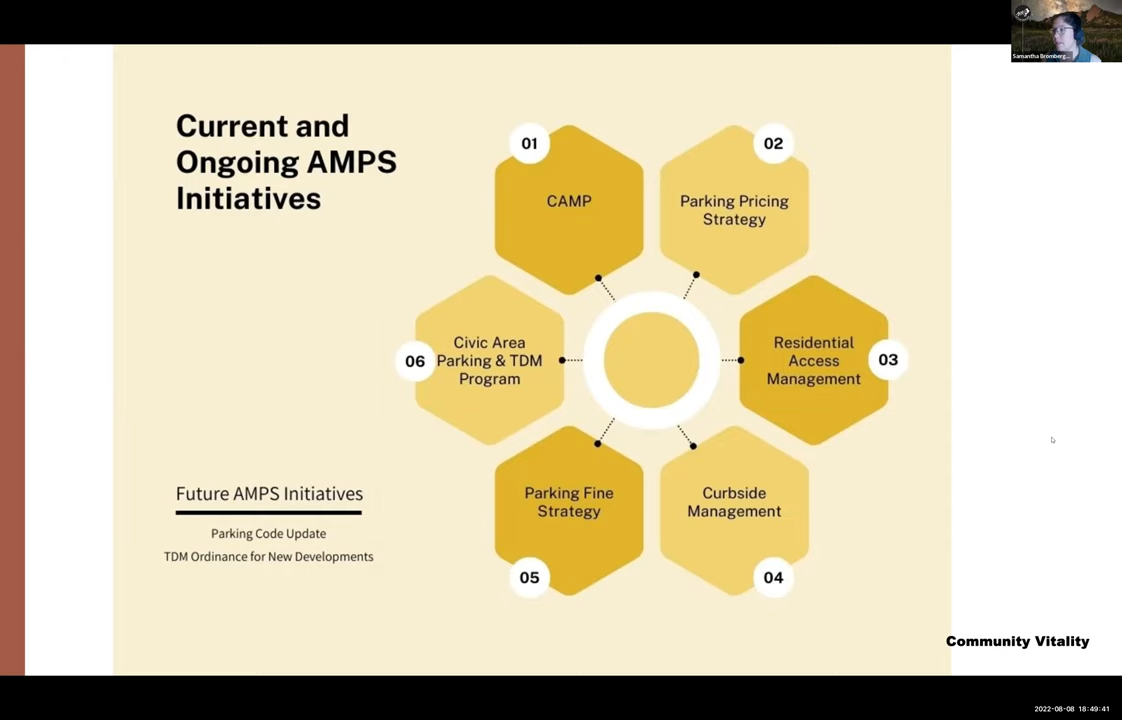 Samantha Bromberg...
Current and
Ongoing AMPS
Initiatives
01
CAMP
02
Parking Pricing
Strategy
Residential
Access
Management
03
Curbside
Management
04
Parking Fine
Strategy
05
Civic Area
Parking & TDM
Program
06
Future AMPS Initiatives
Parking Code Update
TDM Ordinance for New Developments
Community Vitality
2022-08-08 18:49:41